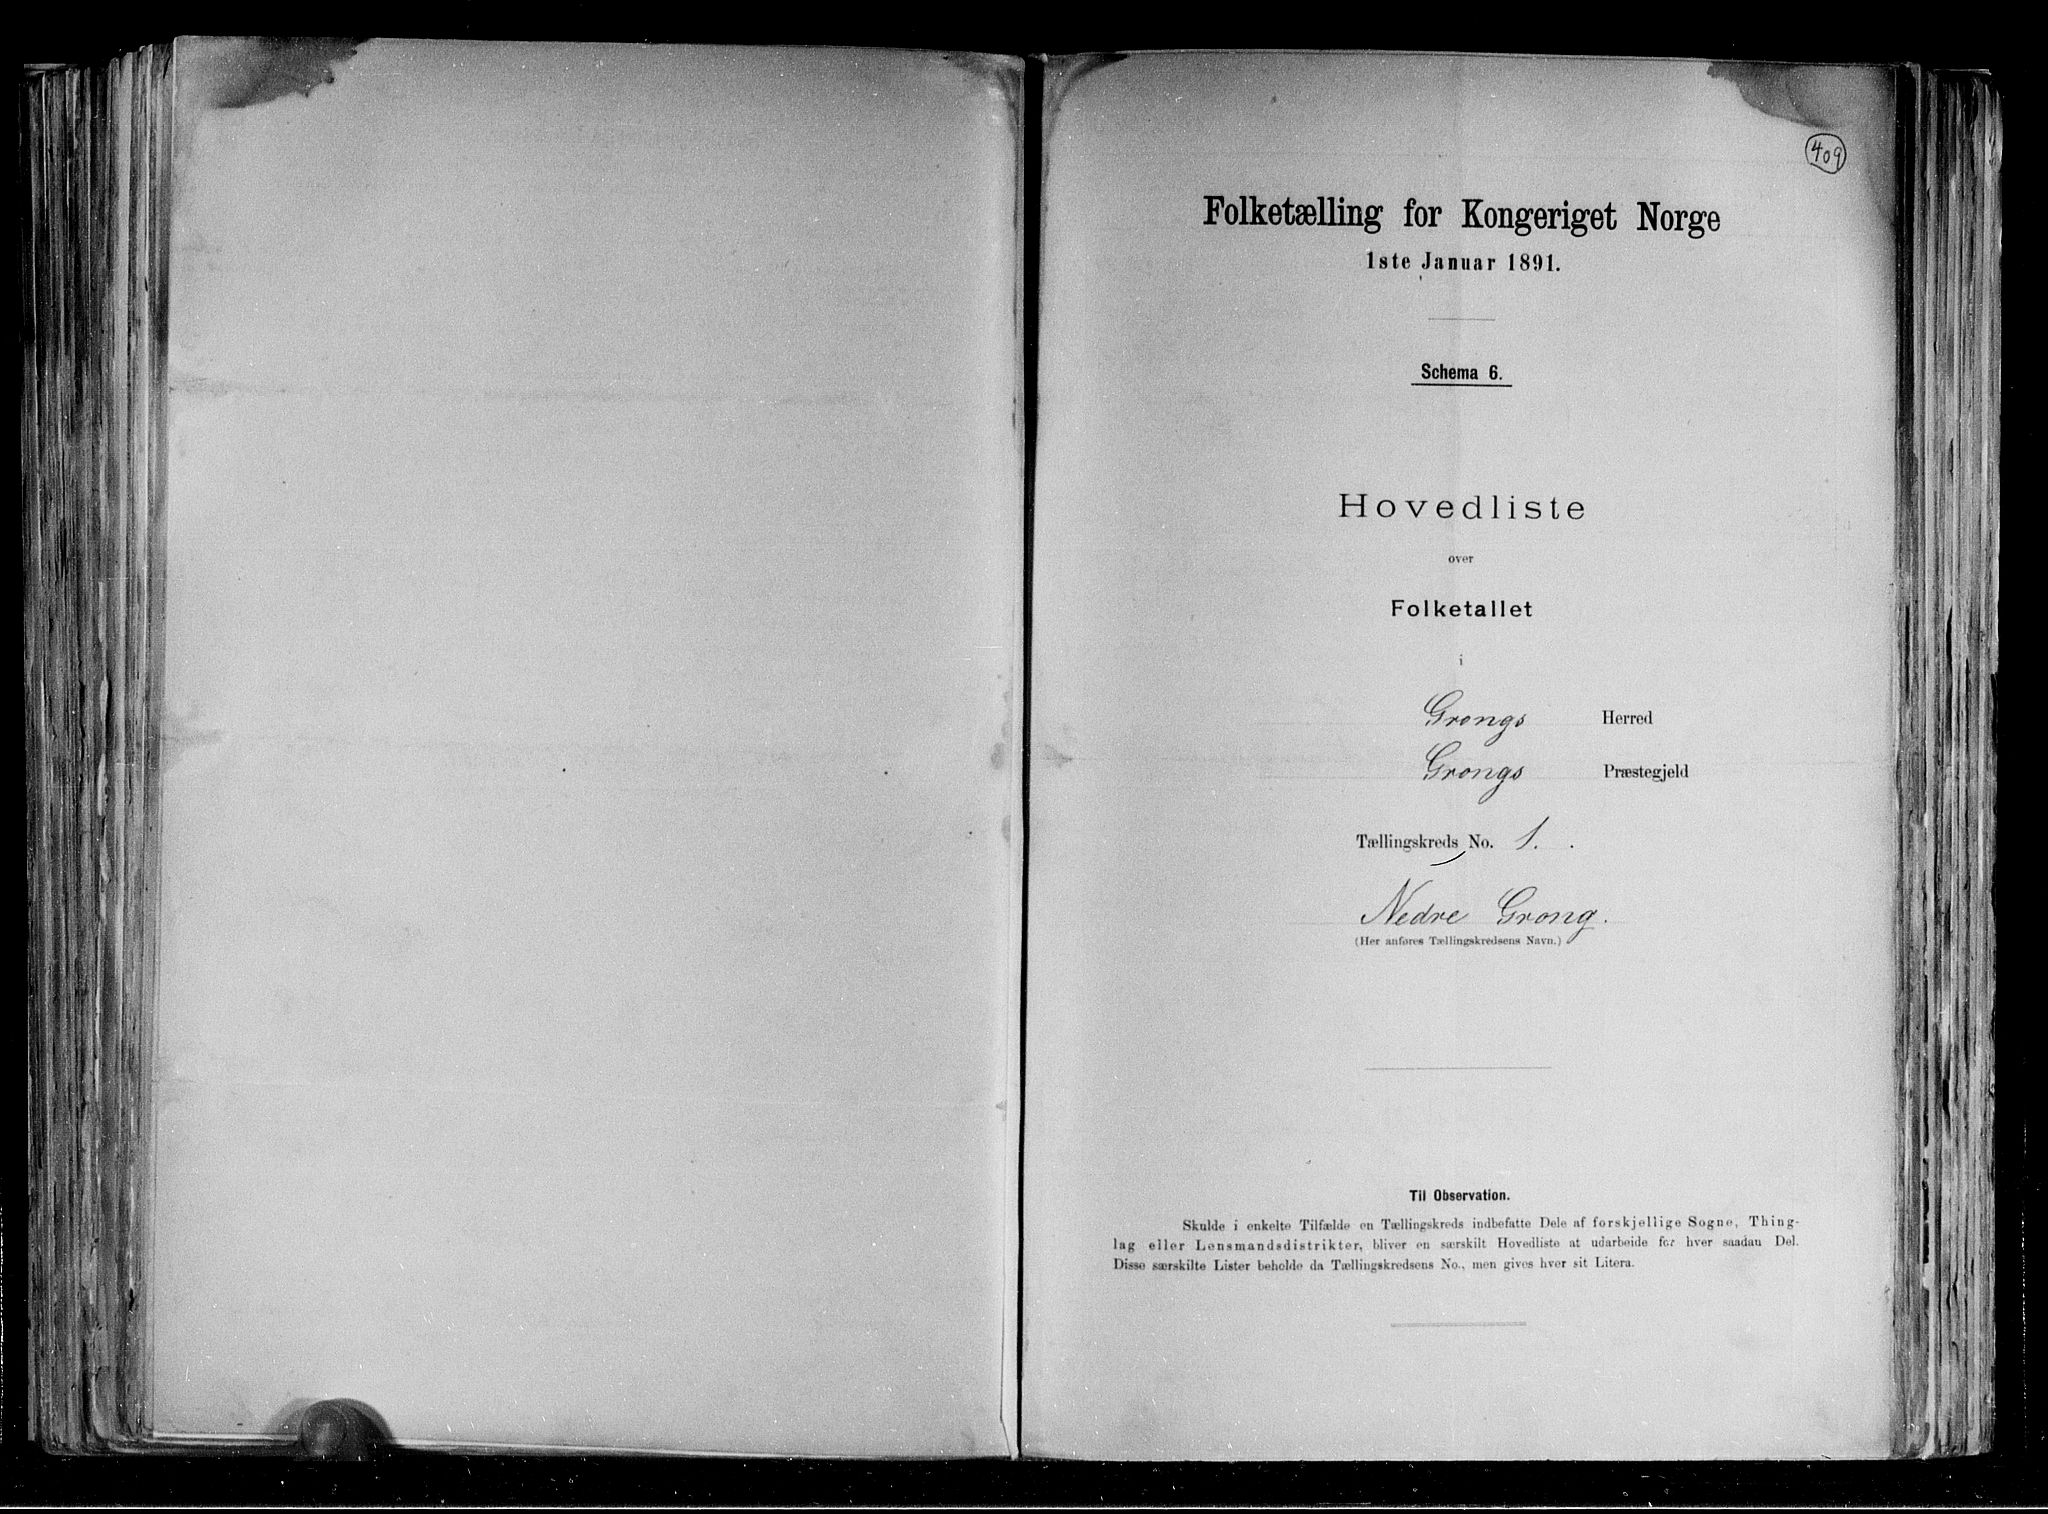 409
Folketælling for Kongeriget Norge
1ste Januar 1891.
Schema 6.
Hovedliste
over
Folketallet
i
Grongs Herred
Grongs Præstegjeld
Tællingskreds No. 1.
Nedre Grong.
(Her anføres Tællingskredsens Navn.)
Til Observation.
Skulde i enkelte Tilfælde en Tællingskreds indbefatte Dele af forskjellige Sogne, Thing-
lag eller Lensmandsdistrikter, bliver en særskilt Hovedliste at udarbeide for hver saadan Del.
Disse særskilte Lister beholde da Tællingskredsens No., men gives hver sit Litera.